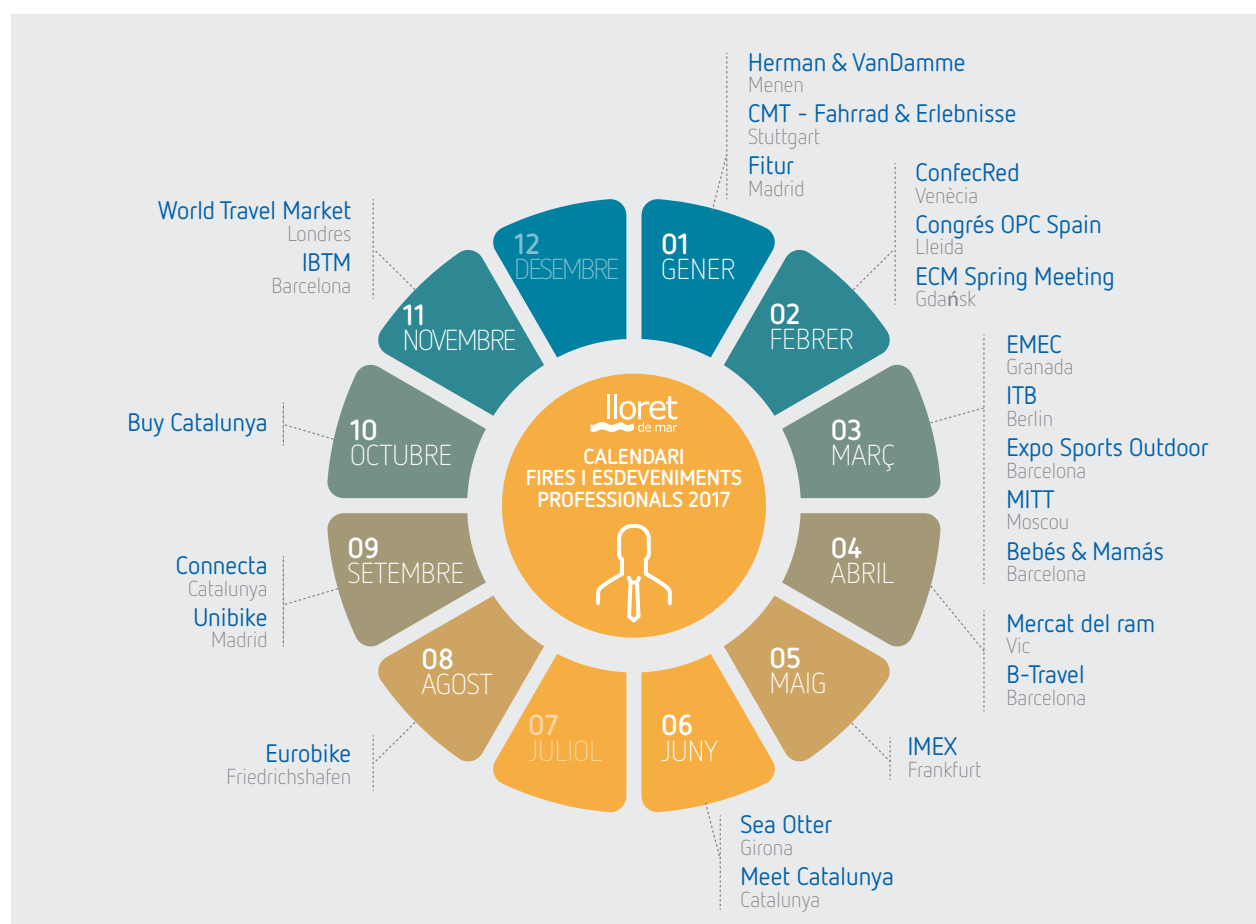 lloret
de mar
CALENDARI
FIRES I ESDEVENIMENTS
PROFESSIONALS 2017
01
GENER
Herman & VanDamme
Menen
CMT - Fahrrad & Erlebnisse
Stuttgart
Fitur
Madrid
02
FEBRER
ConfecRed
Venècia
Congrés OPC Spain
Lleida
ECM Spring Meeting
Gdańsk
03
MARÇ
EMEC
Granada
ITB
Berlin
Expo Sports Outdoor
Barcelona
MITT
Moscou
Bebés & Mamás
Barcelona
04
ABRIL
Mercat del ram
Vic
B-Travel
Barcelona
05
MAIG
IMEX
Frankfurt
06
JUNY
Sea Otter
Girona
Meet Catalunya
Catalunya
07
JULIOL
08
AGOST
Eurobike
Friedrichshafen
09
SETEMBRE
Connecta
Catalunya
Unibike
Madrid
10
OCTUBRE
Buy Catalunya
11
NOVEMBRE
World Travel Market
Londres
IBTM
Barcelona
12
DESEMBRE